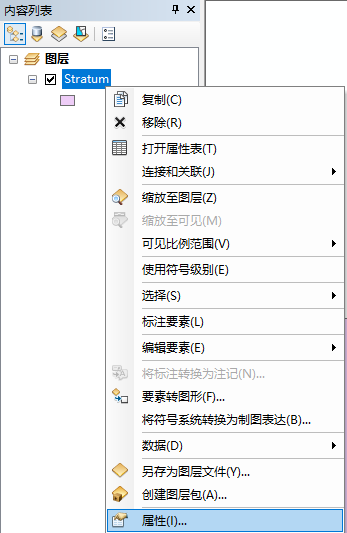 内容列表
图层
Stratum
复制(C)
移除(R)
打开属性表(T)
连接和关联(J)
缩放至图层(Z)
缩放至可见(M)
可见比例范围(V)
使用符号级别(E)
选择(S)
标注要素(L)
编辑要素(E)
将标注转换为注记(N)...
要素转图形(F)...
将符号系统转换为制图表达(B)...
数据(D)
另存为图层文件(Y)...
创建图层包(A)...
属性(I)...